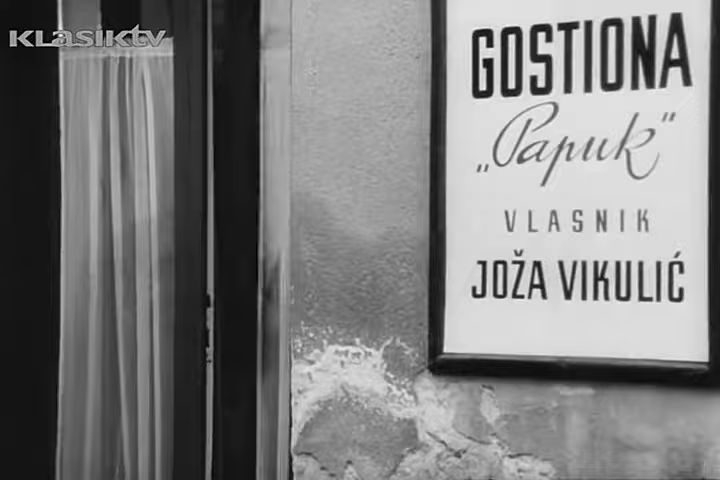 KLasiKtv
GOSTIONA
„Papuk"
VLASNIK
JOŽA VIKULIĆ